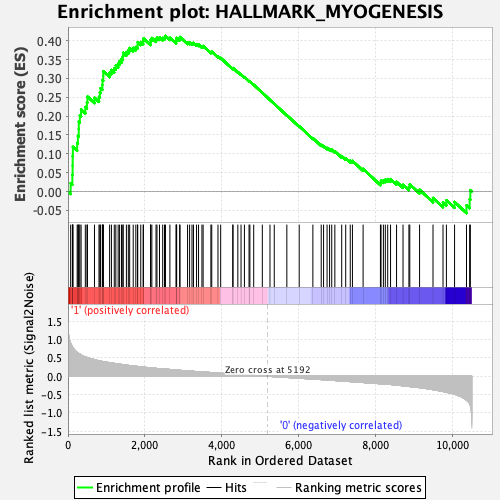 Enrichment plot: HALLMARK_MYOGENESIS
Enrichment score (ES)
0.40
0.35
0.30
0.25
0.20
0.15
0.10
0.05
0.00
-0.05
'1' (positively correlated)
Ranked list metric (Signal2Noise)
1.5
1.0
0.5
0.0
-0.5
-1.0
-1.5
Zero cross at 5192
'0' (negatively correlated)
0
2,000
4,000
6,000
8,000
10,000
Rank in Ordered Dataset
Enrichment profile
Hits
Ranking metric scores